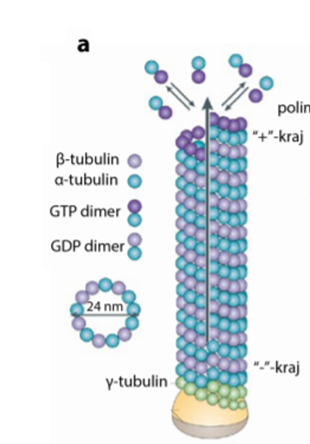 a
polin
"+"-kraj
β-tubulin
α-tubulin
GTP dimer
GDP dimer
24 nm
"-"-kraj
γ-tubulin